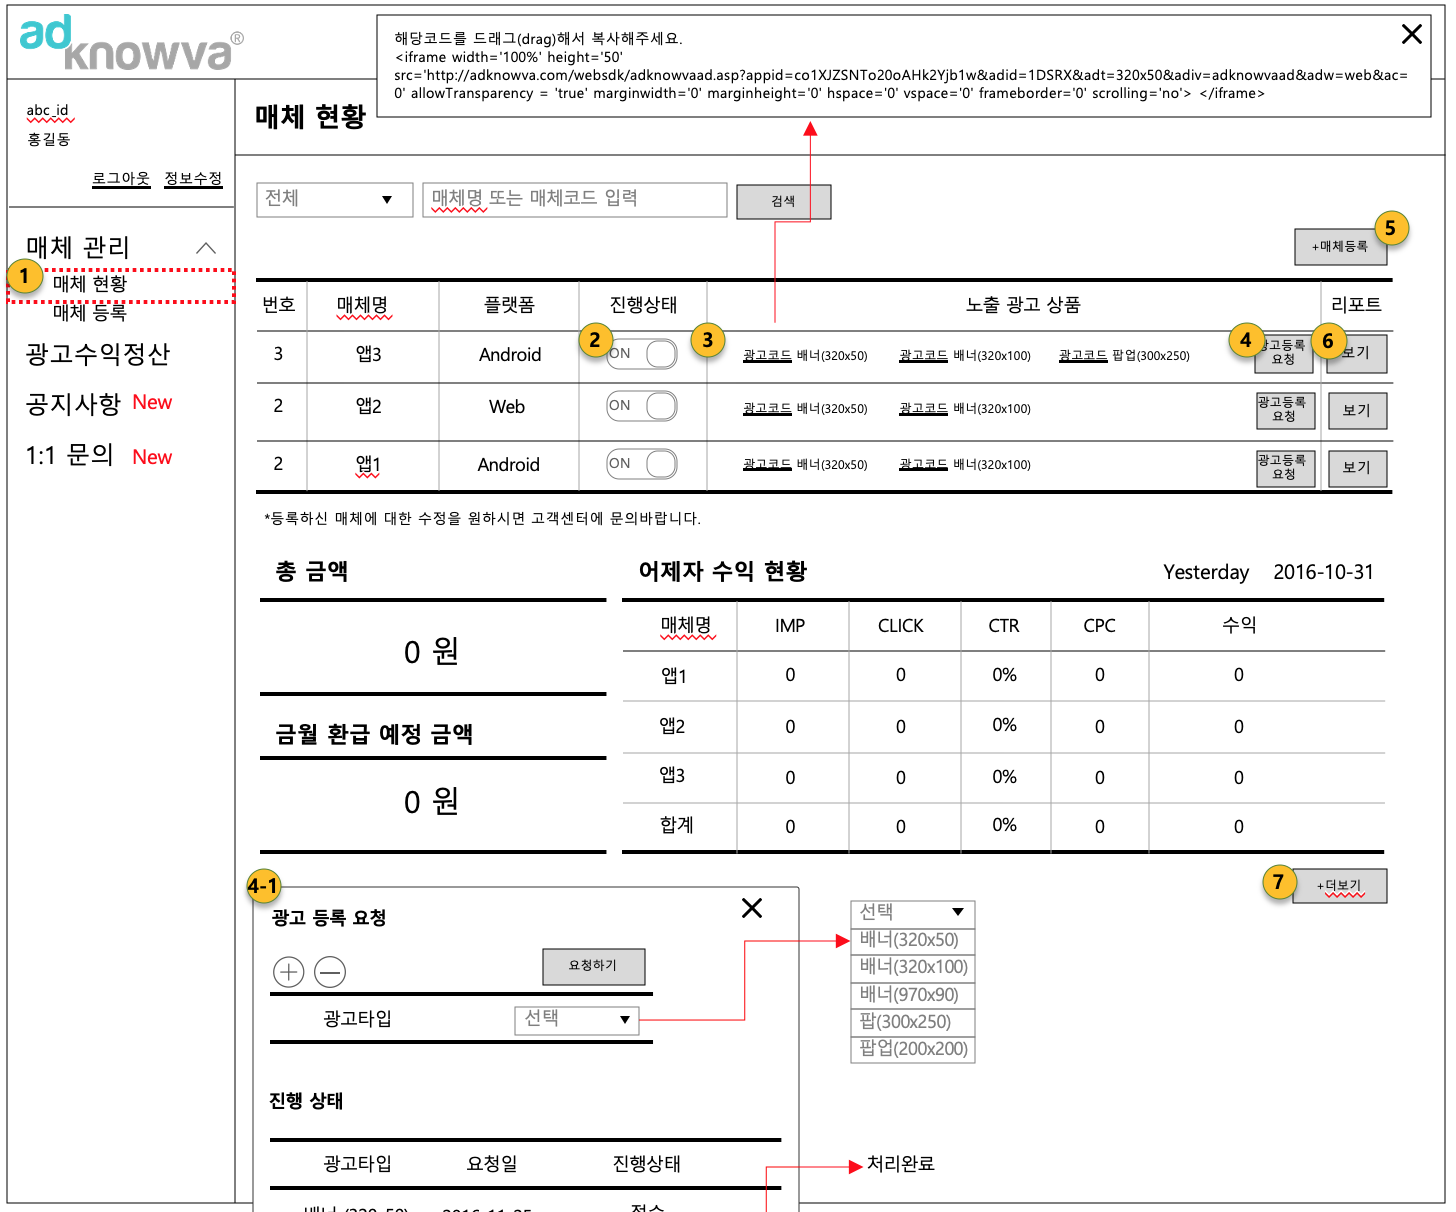 adknowva®
해당코드를 드래그(drag)해서 복사해주세요.
<iframe width='100%' height='50'
src='http://adknowva.com/websdk/adknowvaad.asp?appid=co1XJZSNTo20oAHk2Yjb1w&adid=1DSRX&adt=320x50&adiv=adknowvaad&adw=web&ac=
0' allowTransparency = 'true' marginwidth='0' marginheight='0' hspace='0' vspace='0' frameborder='0' scrolling='no'> </iframe>
abc_id
홍길동
로그아웃 정보수정
매체 관리
1
매체 현황
매체 등록
광고수익정산
공지사항 New
1:1 문의 New
매체 현황
전체 매체명 또는 매체코드 입력 검색
+매체등록 5
번호 매체명 플랫폼 진행상태 노출 광고 상품 리포트
2 3 4 6
3 앱3 Android ON 광고코드 배너(320x50) 광고코드 배너(320x100) 광고코드 팝업(300x250) 광고등록 요청 보기
2 앱2 Web ON 광고코드 배너(320x50) 광고코드 배너(320x100) 광고등록 요청 보기
2 앱1 Android ON 광고코드 배너(320x50) 광고코드 배너(320x100) 광고등록 요청 보기
*등록하신 매체에 대한 수정을 원하시면 고객센터에 문의바랍니다.
총 금액
0 원
금월 환급 예정 금액
0 원
어제자 수익 현황 Yesterday 2016-10-31
매체명 IMP CLICK CTR CPC 수익
앱1 0 0 0% 0 0
앱2 0 0 0% 0 0
앱3 0 0 0% 0 0
합계 0 0 0% 0 0
7 +더보기
4-1
광고 등록 요청
요청하기
광고타입 선택
선택
배너(320x50)
배너(320x100)
배너(970x90)
팝(300x250)
팝업(200x200)
진행 상태
광고타입 요청일 진행상태
처리완료